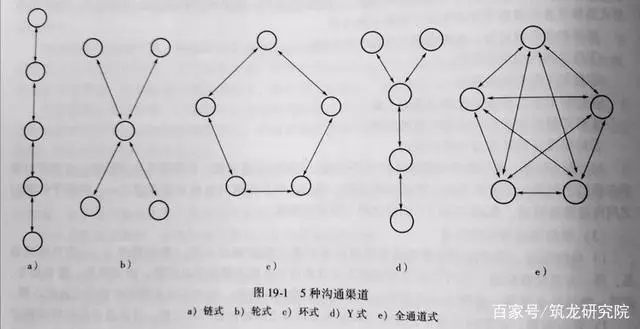 a） b） c） d） e）
图 19-1 5 种沟通渠道
a）链式 b）轮式 c）环式 d）Y 式 e）全通道式
百家号/筑龙研究院